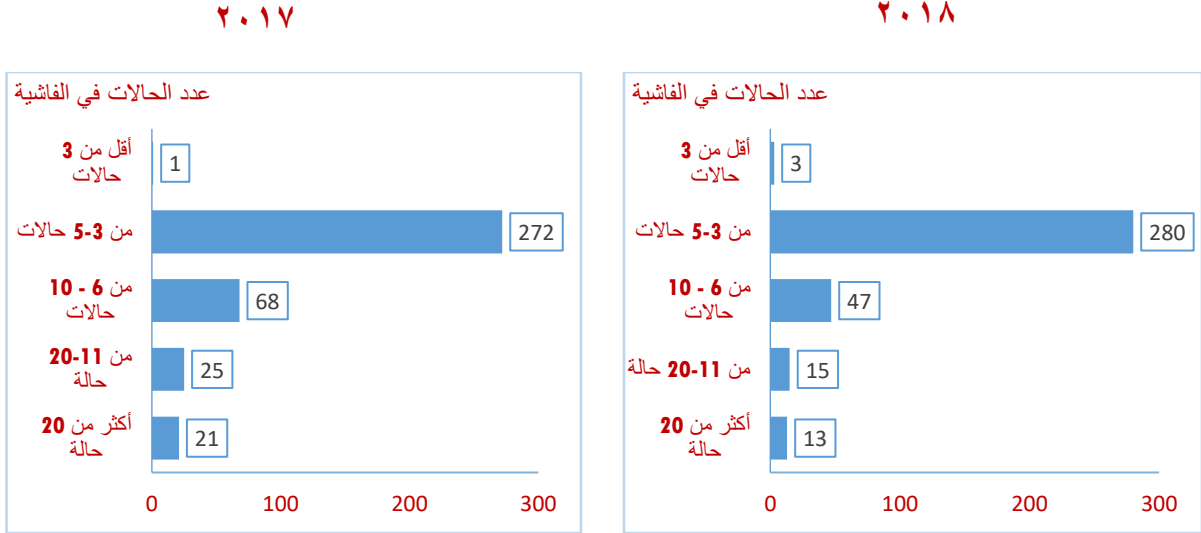 ٢٠١٧
عدد الحالات في الفاشية
أقل من 3
حالات
1
من 3-5 حالات
272
من 6 - 10
حالات
68
من 11-20
حالة
25
أكثر من 20
حالة
21
0 100 200 300
٢٠١٨
عدد الحالات في الفاشية
أقل من 3
حالات
3
من 3-5 حالات
280
من 6 - 10
حالات
47
من 11-20 حالة
15
أكثر من 20
حالة
13
0 100 200 300